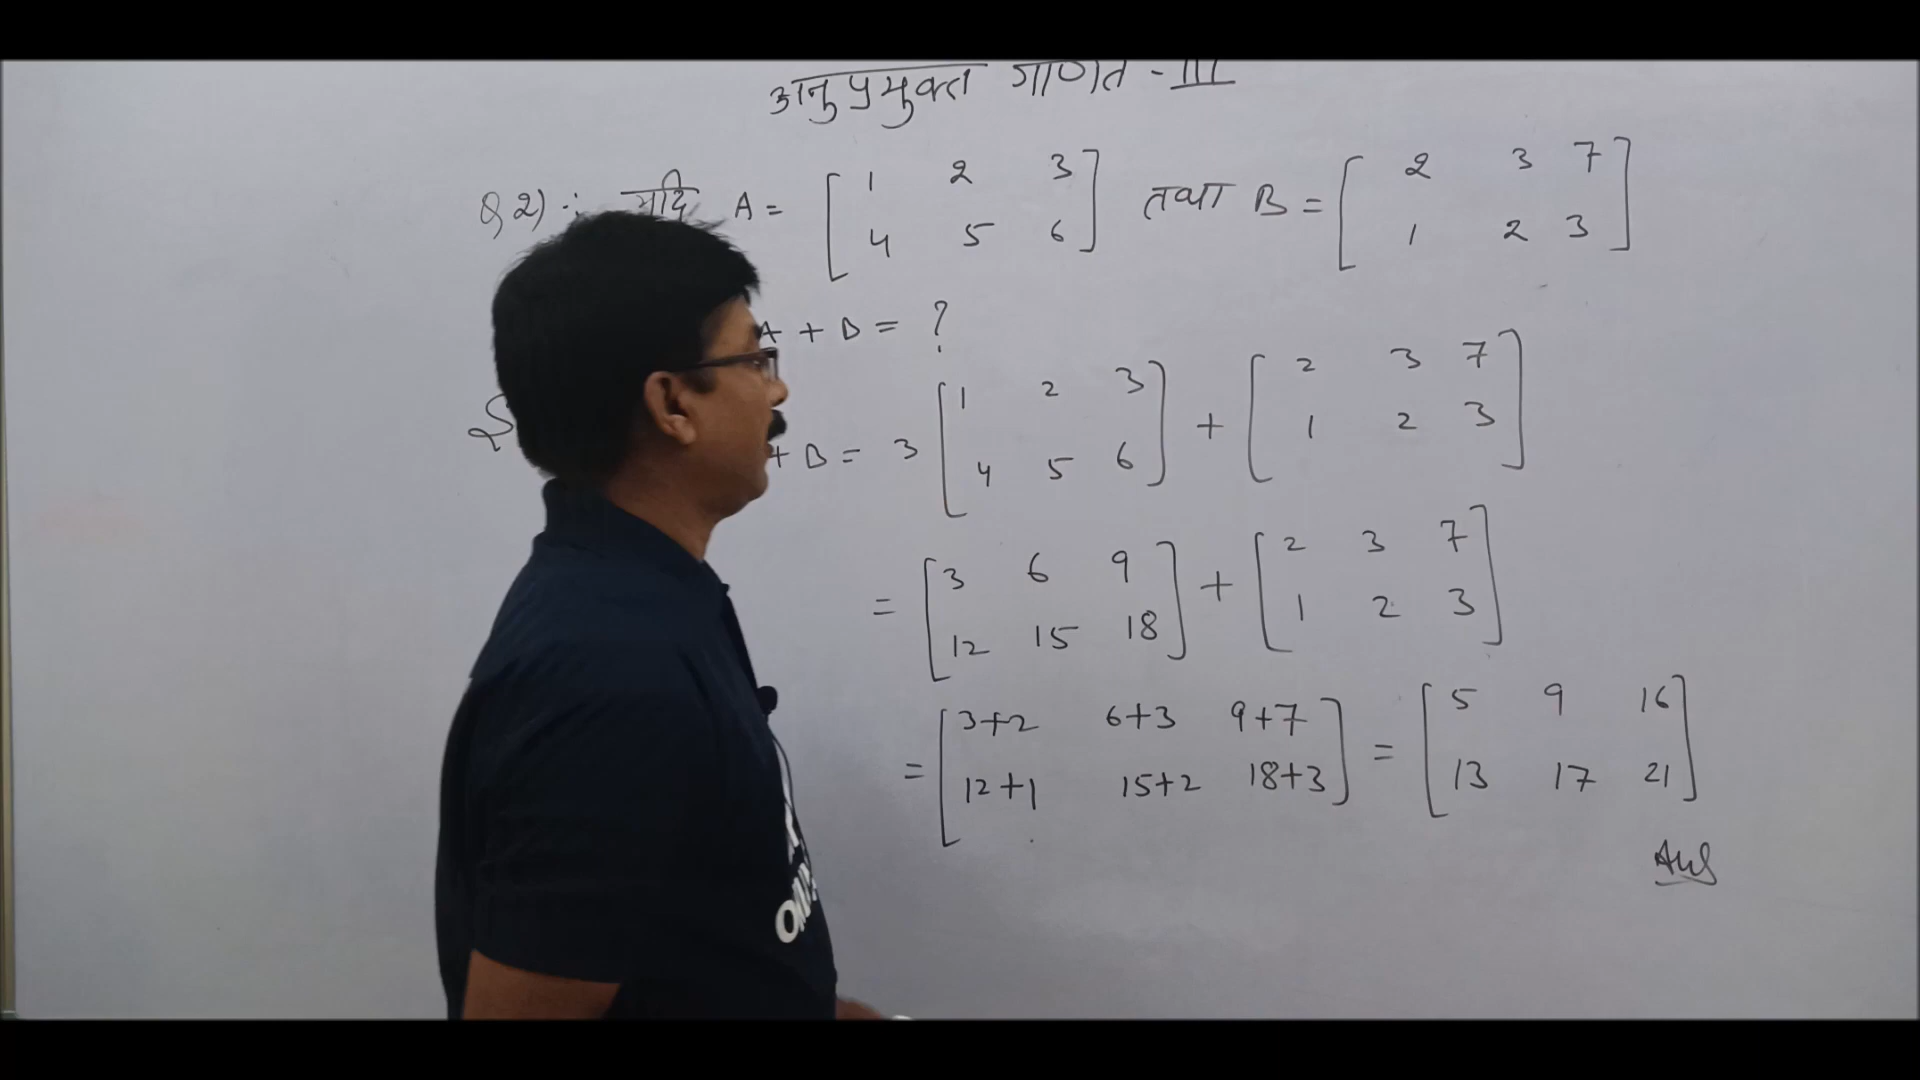 अनुप्रयुक्त गणित - III
Q2) :- यदि A = [1 2 3 तथा B = [2 3 7
4 5 6] 1 2 3]
A + B = ?
+ B = 3 [1 2 3 + [2 3 7
4 5 6] 1 2 3]
= [3 6 9 + [2 3 7
12 15 18] 1 2 3]
= [3+2 6+3 9+7 = [5 9 16
12+1 15+2 18+3] 13 17 21]
Ans